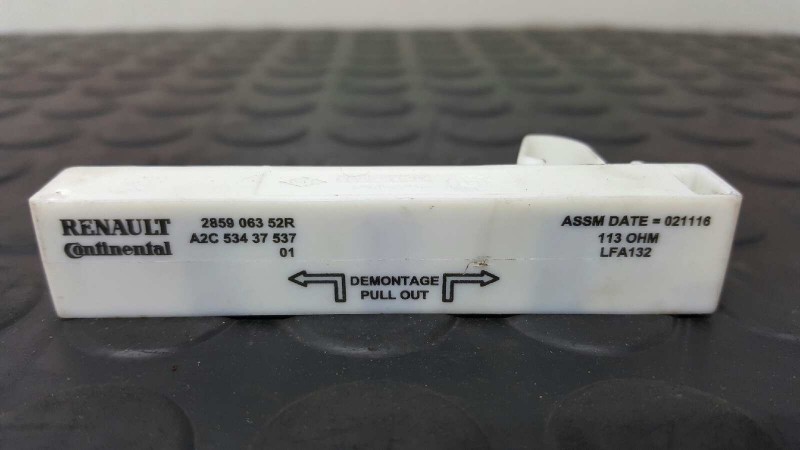 RENAULT
Continental
2859 063 52R
A2C 534 37 537
01
DEMONTAGE
PULL OUT
ASSM DATE = 021116
113 OHM
LFA132